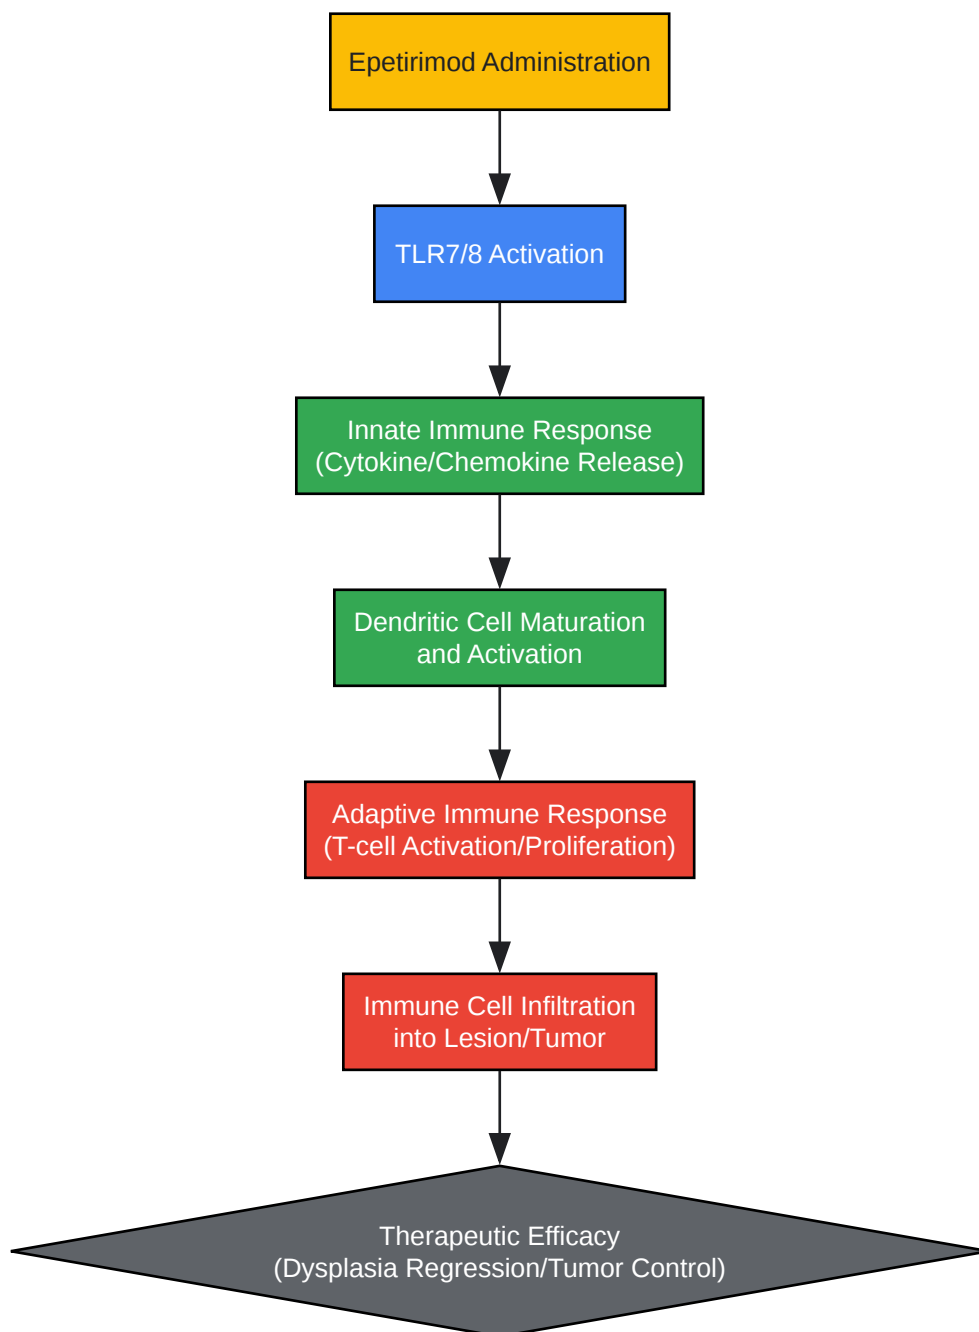 Epetirimod Administration
TLR7/8 Activation
Innate Immune Response
(Cytokine/Chemokine Release)
Dendritic Cell Maturation
and Activation
Adaptive Immune Response
(T-cell Activation/Proliferation)
Immune Cell Infiltration
into Lesion/Tumor
Therapeutic Efficacy
(Dysplasia Regression/Tumor Control)